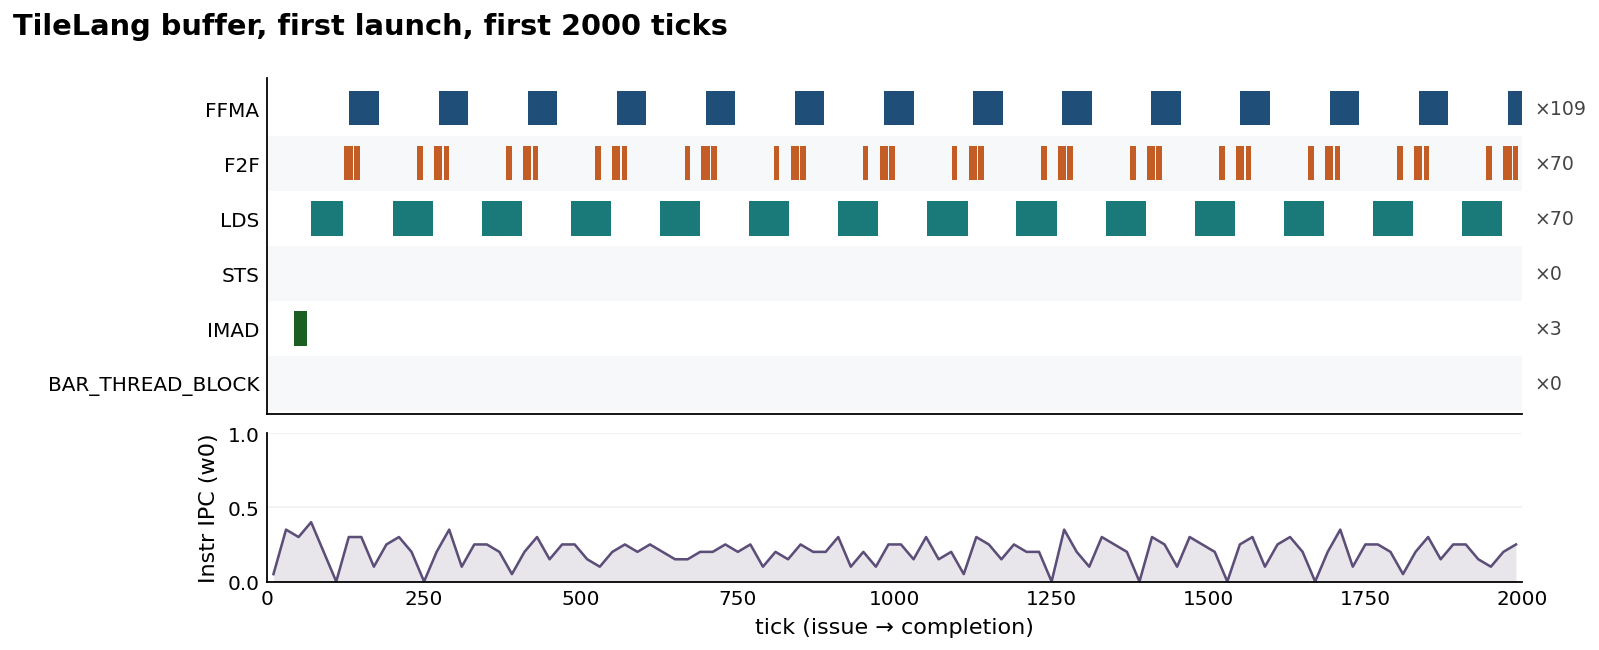 TileLang buffer, first launch, first 2000 ticks
FFMA ×109
F2F ×70
LDS ×70
STS ×0
IMAD ×3
BAR_THREAD_BLOCK ×0
Instr IPC (w0)
1.0
0.5
0.0
0 250 500 750 1000 1250 1500 1750 2000
tick (issue → completion)